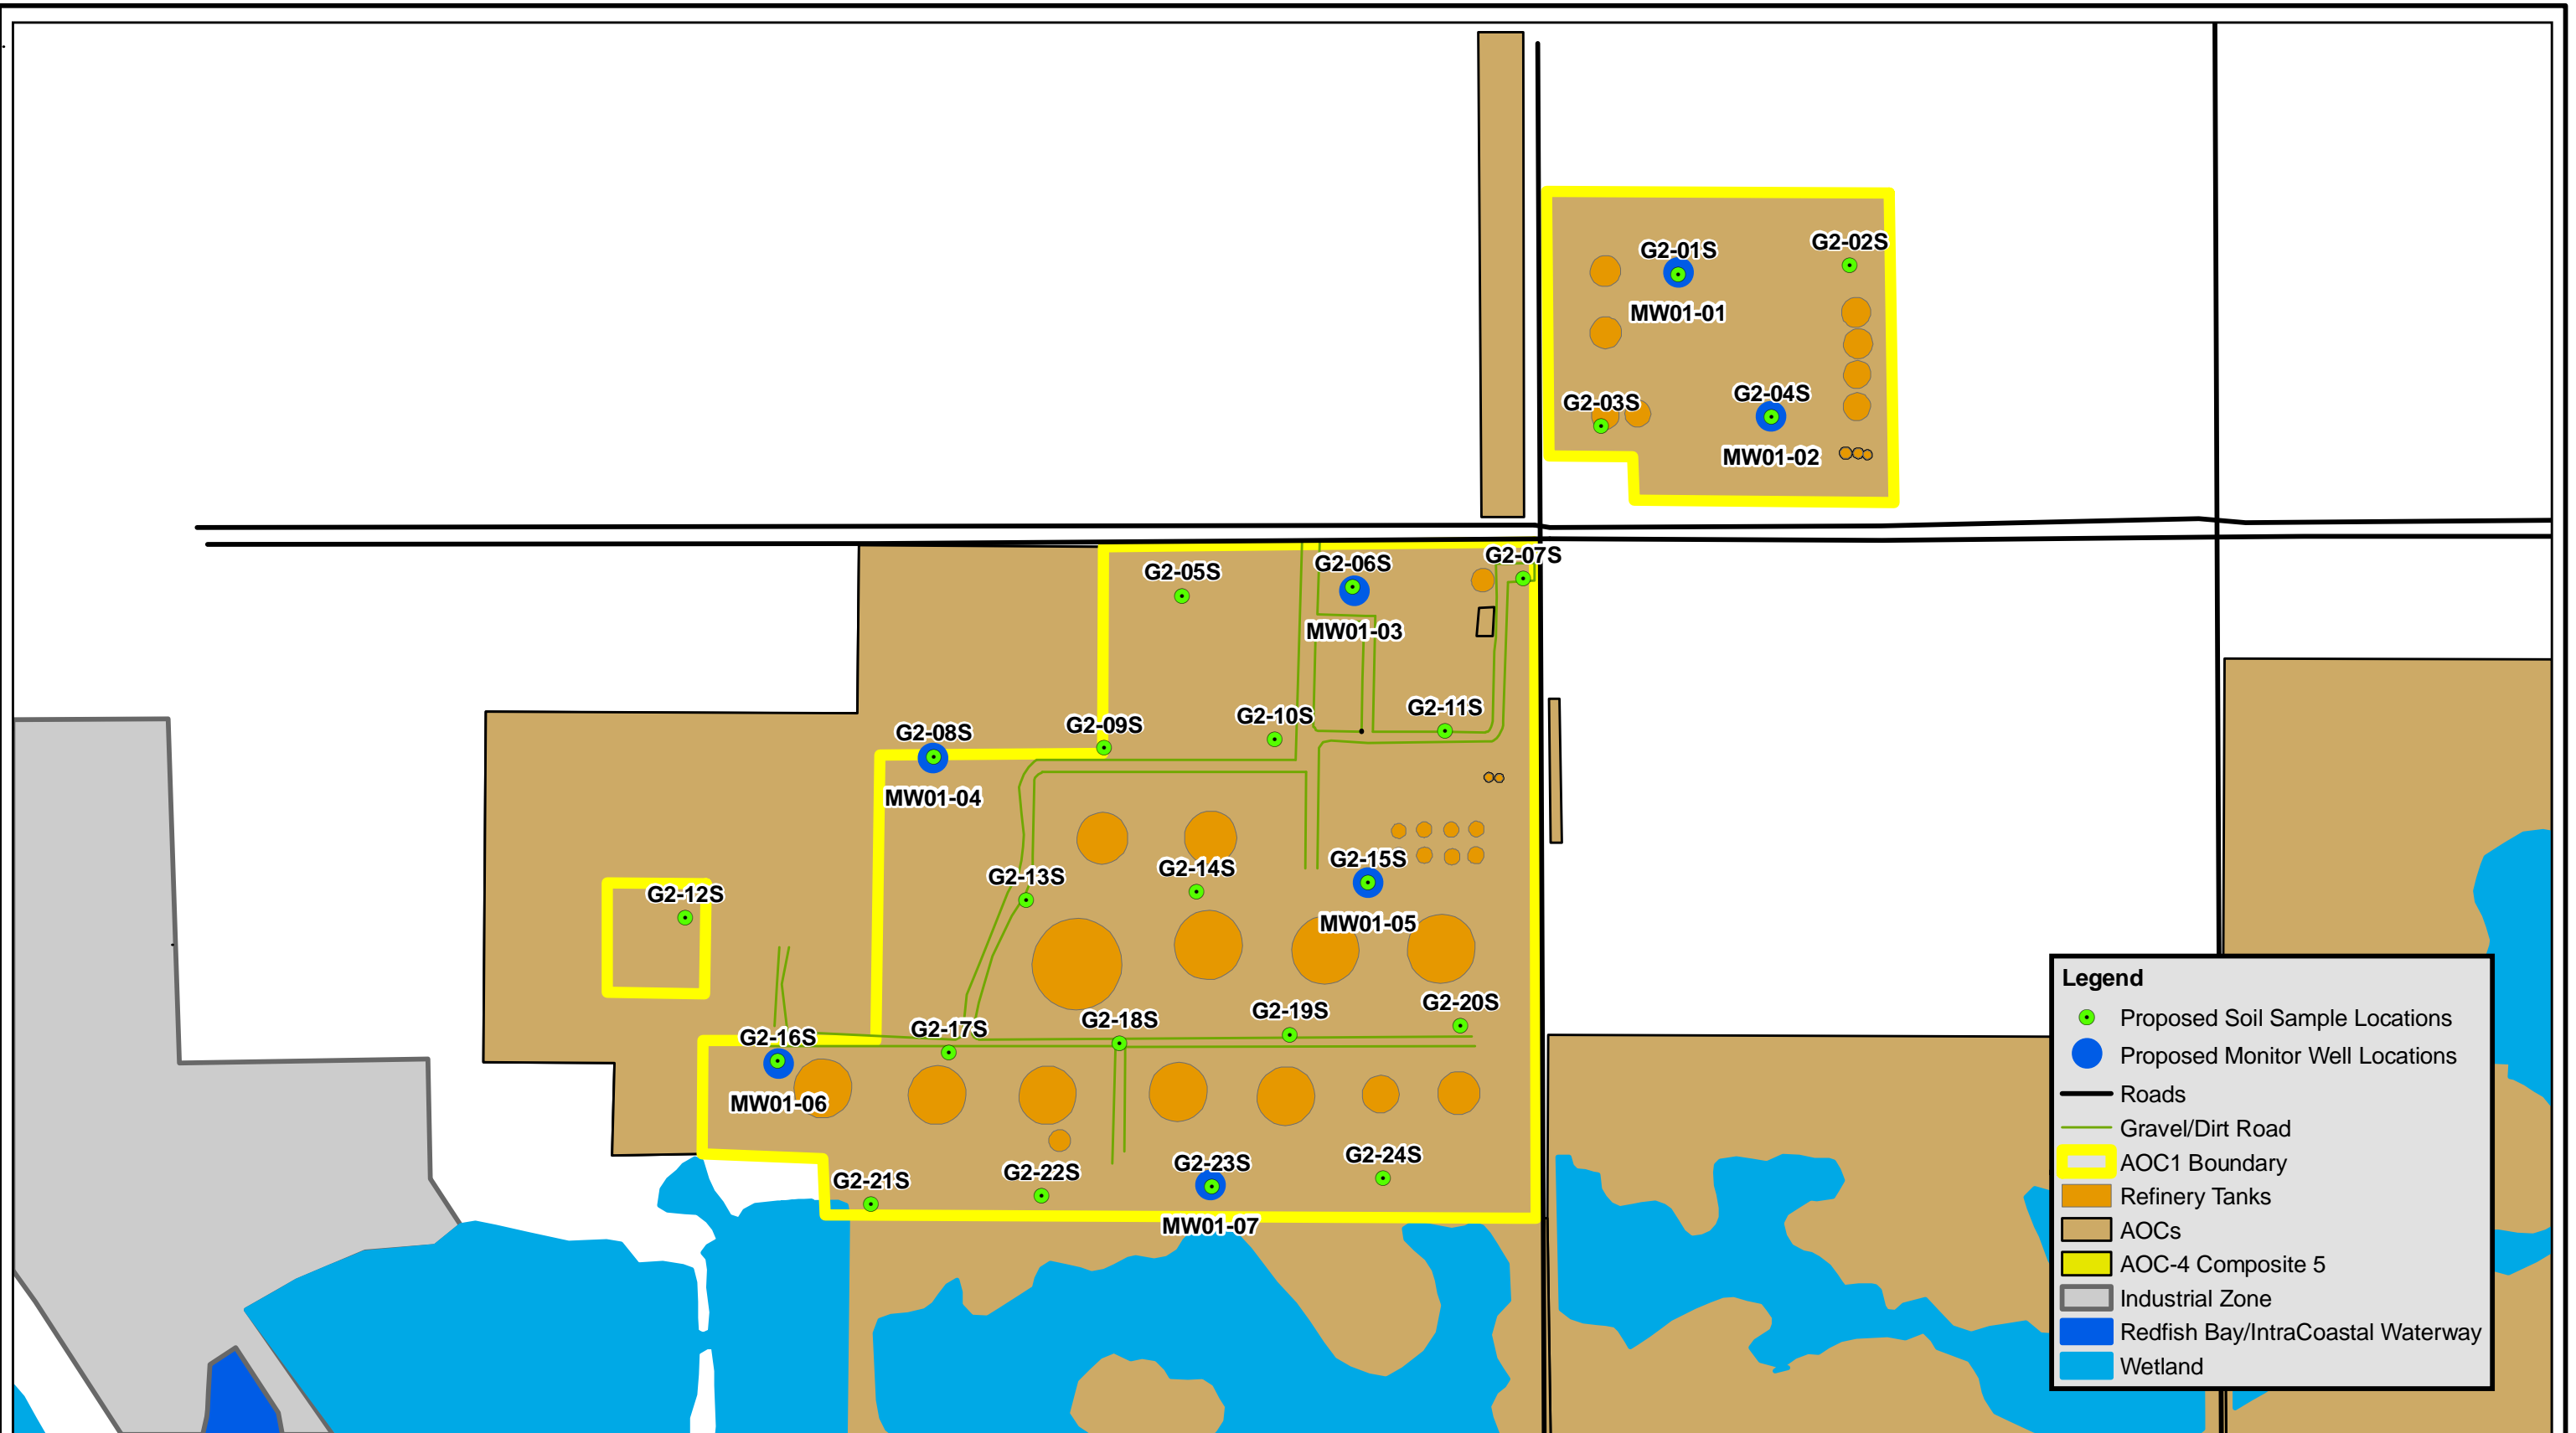 G2-01S
G2-02S
MW01-01
G2-03S
G2-04S
MW01-02
G2-05S
G2-06S
G2-07S
MW01-03
G2-08S
G2-09S
G2-10S
G2-11S
MW01-04
G2-12S
G2-13S
G2-14S
G2-15S
MW01-05
G2-16S
G2-17S
G2-18S
G2-19S
G2-20S
MW01-06
G2-21S
G2-22S
G2-23S
G2-24S
MW01-07
Legend
Proposed Soil Sample Locations
Proposed Monitor Well Locations
Roads
Gravel/Dirt Road
AOC1 Boundary
Refinery Tanks
AOCs
AOC-4 Composite 5
Industrial Zone
Redfish Bay/IntraCoastal Waterway
Wetland